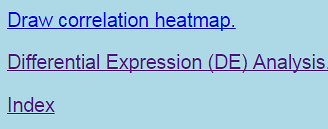 Draw correlation heatmap.
Differential Expression (DE) Analysis.
Index